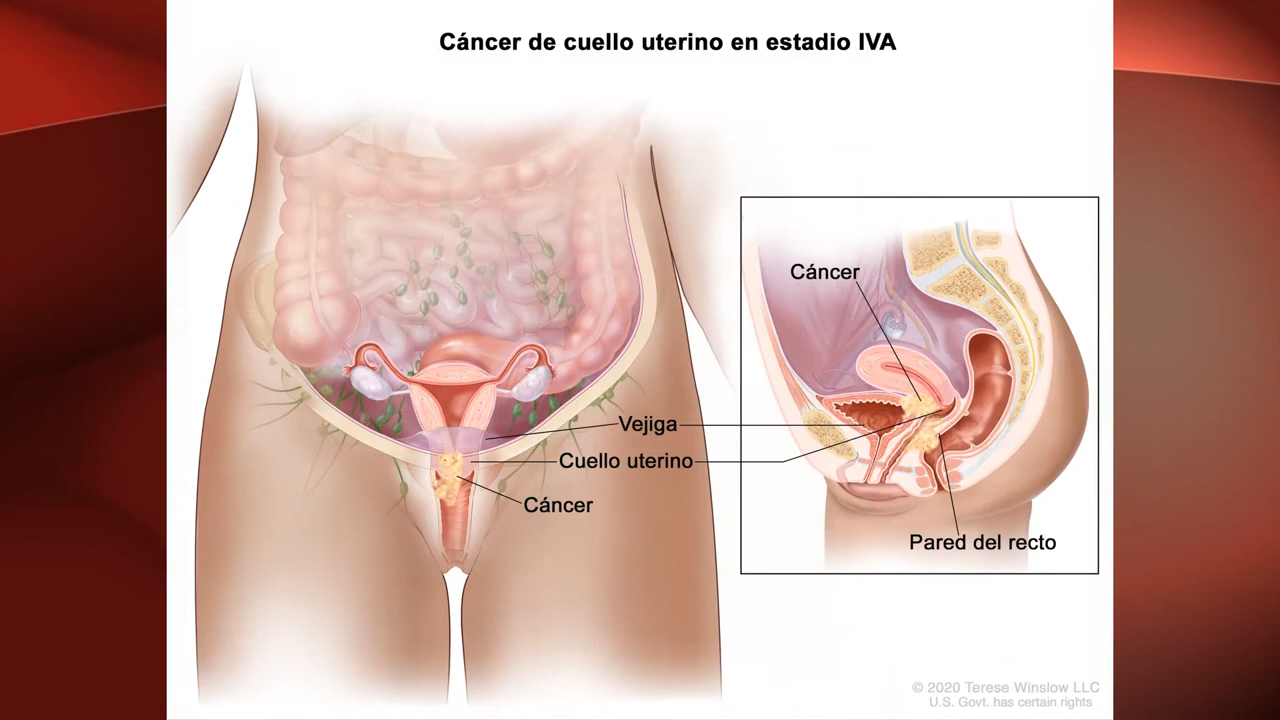 Cáncer de cuello uterino en estadio IVA
Vejiga
Cuello uterino
Cáncer
Cáncer
Pared del recto
© 2020 Terese Winslow LLC
U.S. Govt. has certain rights